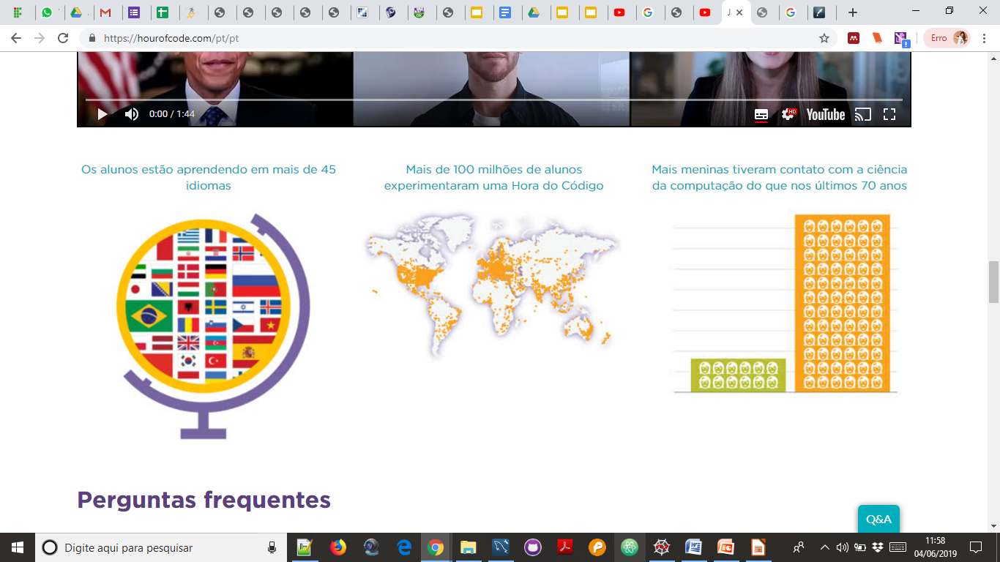 J
https://hourofcode.com/pt/pt
Erro
0:00 / 1:44
HD
YouTube
Os alunos estão aprendendo em mais de 45
idiomas
Mais de 100 milhões de alunos
experimentaram uma Hora do Código
Mais meninas tiveram contato com a ciência
da computação do que nos últimos 70 anos
Perguntas frequentes
Q&A
Digite aqui para pesquisar
11:58
04/06/2019